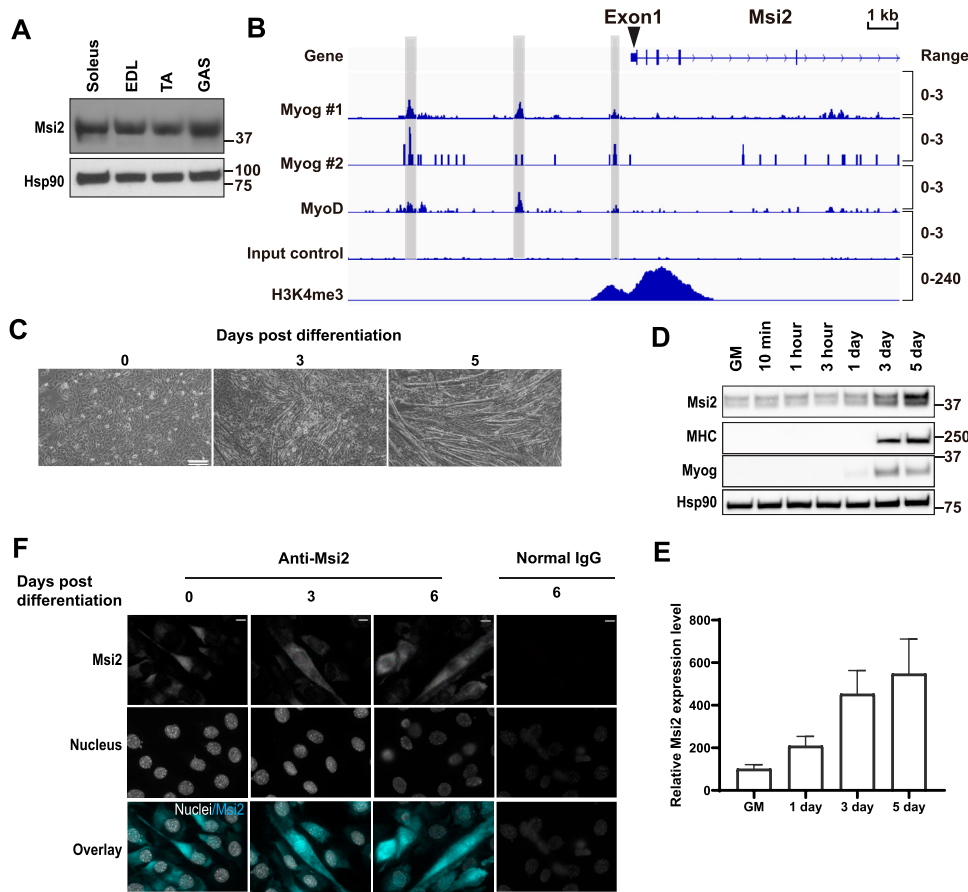 A
Soleus
EDL
TA
GAS
Msi2
37
Hsp90
100
75
B
Exon1
Msi2
1 kb
Gene
Range
Myog #1
0-3
Myog #2
0-3
MyoD
0-3
Input control
0-3
H3K4me3
0-240
C
Days post differentiation
0
3
5
D
GM
10 min
1 hour
3 hour
1 day
3 day
5 day
Msi2
37
MHC
250
37
Myog
Hsp90
75
F
Anti-Msi2
Normal IgG
Days post
differentiation
0
3
6
6
Msi2
Nucleus
Nuclei/Msi2
Overlay
E
Relative Msi2 expression level
800
600
400
200
0
GM
1 day
3 day
5 day